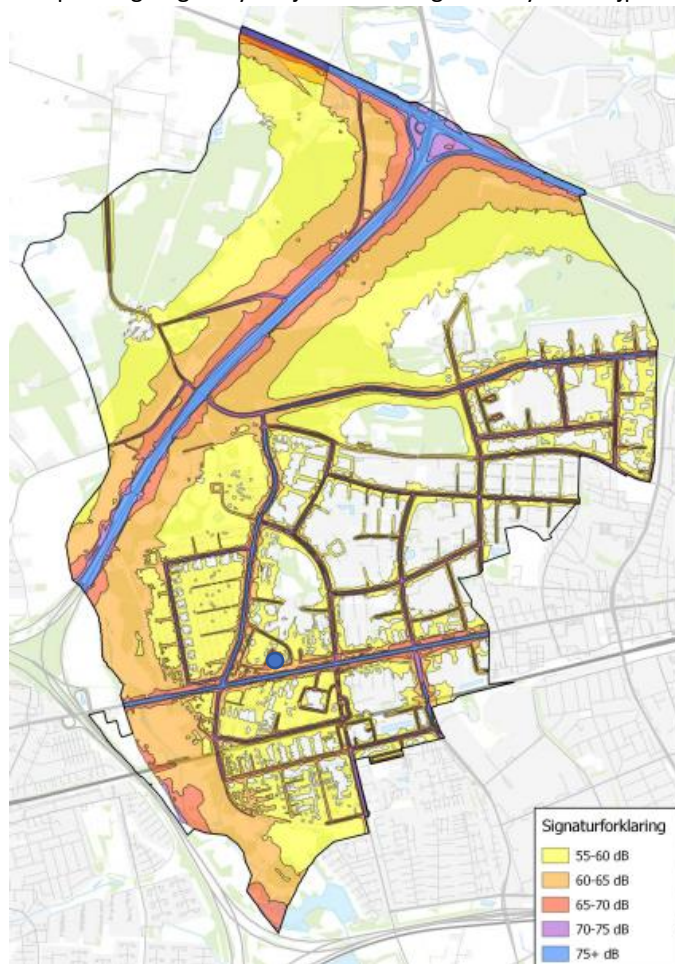 Signaturforklaring
55-60 dB
60-65 dB
65-70 dB
70-75 dB
75+ dB